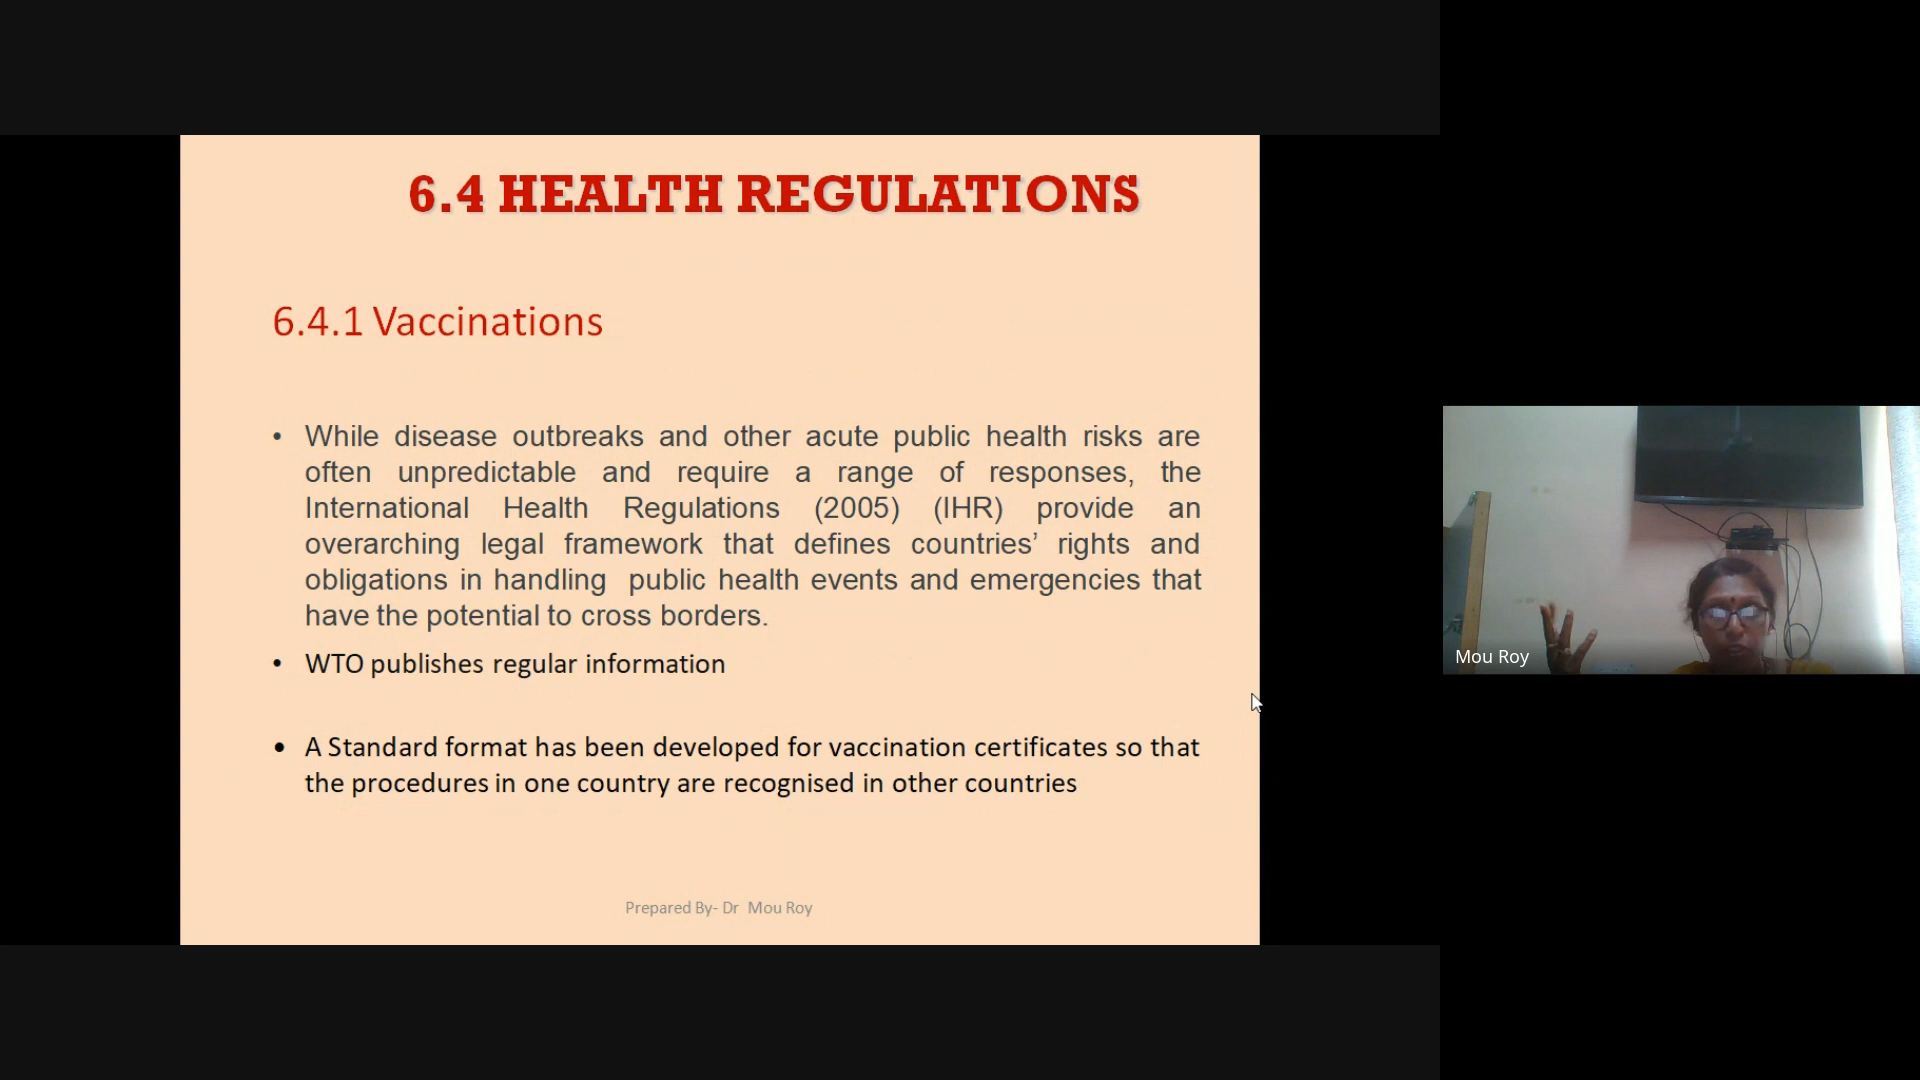 6.4 HEALTH REGULATIONS
6.4.1 Vaccinations
• While disease outbreaks and other acute public health risks are
often unpredictable and require a range of responses, the
International Health Regulations (2005) (IHR) provide an
overarching legal framework that defines countries’ rights and
obligations in handling public health events and emergencies that
have the potential to cross borders.
• WTO publishes regular information
• A Standard format has been developed for vaccination certificates so that
the procedures in one country are recognised in other countries
Prepared By- Dr Mou Roy
Mou Roy